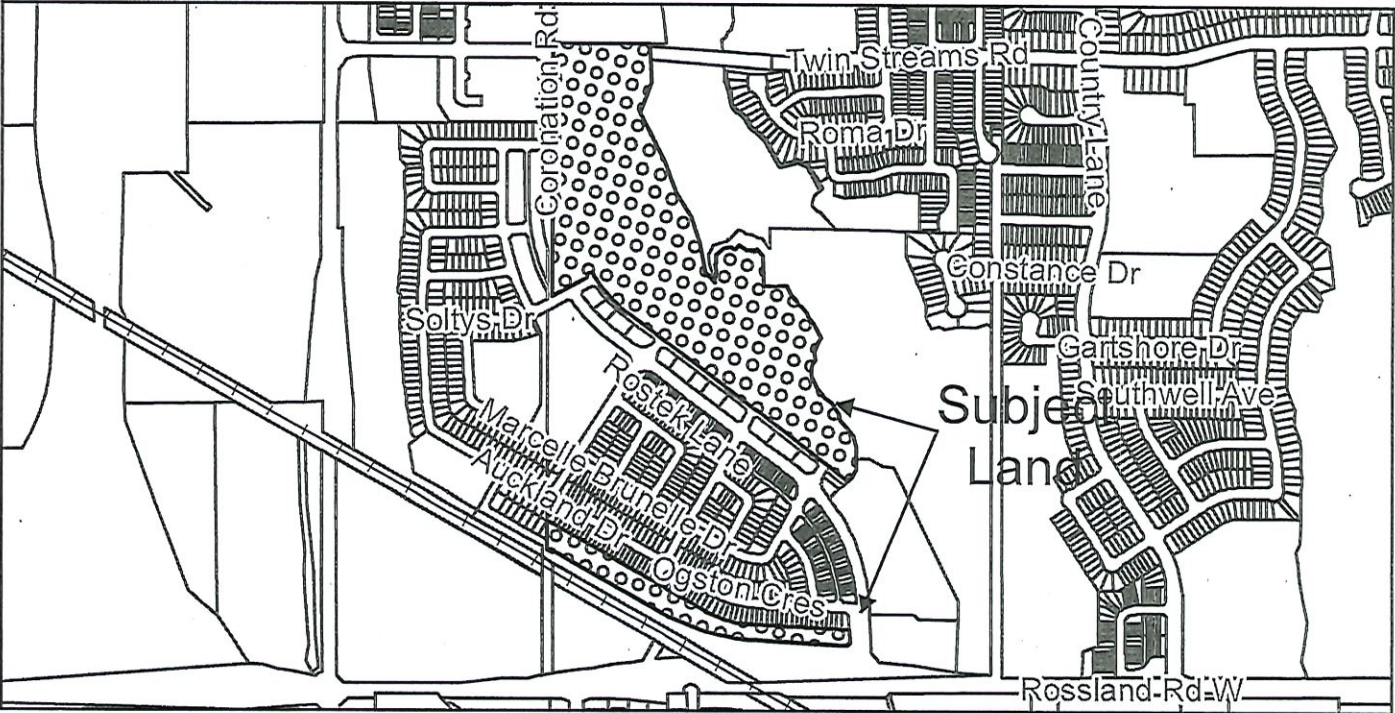 Coronation Rd
Twin Streams Rd
Country Lane
Roma Dr
Constance Dr
Soltys Dr
Gartshore Dr
Rostek Lane
Southwell Ave
Subject
Land
Marcelle Brunelle Dr
Auckland Dr
Ogston Cres
Rossland Rd W